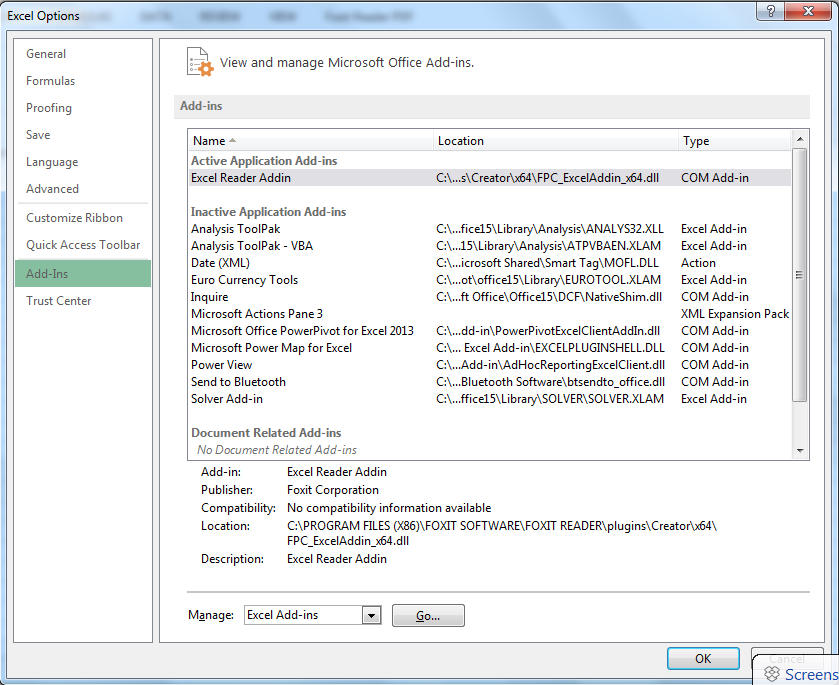 Excel Options
REVIEW VIEW Foxit Reader PDF
General
Formulas
Proofing
Save
Language
Advanced
Customize Ribbon
Quick Access Toolbar
Add-Ins
Trust Center
View and manage Microsoft Office Add-ins.
Add-ins
Name Location Type
Active Application Add-ins
Excel Reader Addin C:\...s\Creator\x64\FPC_ExcelAddin_x64.dll COM Add-in
Inactive Application Add-ins
Analysis ToolPak C:\...fice15\Library\Analysis\ANALYS32.XLL Excel Add-in
Analysis ToolPak - VBA C:\...15\Library\Analysis\ATPVBAEN.XLAM Excel Add-in
Date (XML) C:\...icrosoft Shared\Smart Tag\MOFL.DLL Action
Euro Currency Tools C:\...ot\office15\Library\EUROTOOL.XLAM Excel Add-in
Inquire C:\...ft Office\Office15\DCF\NativeShim.dll COM Add-in
Microsoft Actions Pane 3 XML Expansion Pack
Microsoft Office PowerPivot for Excel 2013 C:\...dd-in\PowerPivotExcelClientAddIn.dll COM Add-in
Microsoft Power Map for Excel C:\... Excel Add-in\EXCELPLUGINSHELL.DLL COM Add-in
Power View C:\...Add-in\AdHocReportingExcelClient.dll COM Add-in
Send to Bluetooth C:\...Bluetooth Software\btsendto_office.dll COM Add-in
Solver Add-in C:\...ffice15\Library\SOLVER\SOLVER.XLAM Excel Add-in
Document Related Add-ins
No Document Related Add-ins
Add-in: Excel Reader Addin
Publisher: Foxit Corporation
Compatibility: No compatibility information available
Location: C:\PROGRAM FILES (X86)\FOXIT SOFTWARE\FOXIT READER\plugins\Creator\x64\
FPC_ExcelAddin_x64.dll
Description: Excel Reader Addin
Manage: Excel Add-ins Go...
OK Cancel
Screens